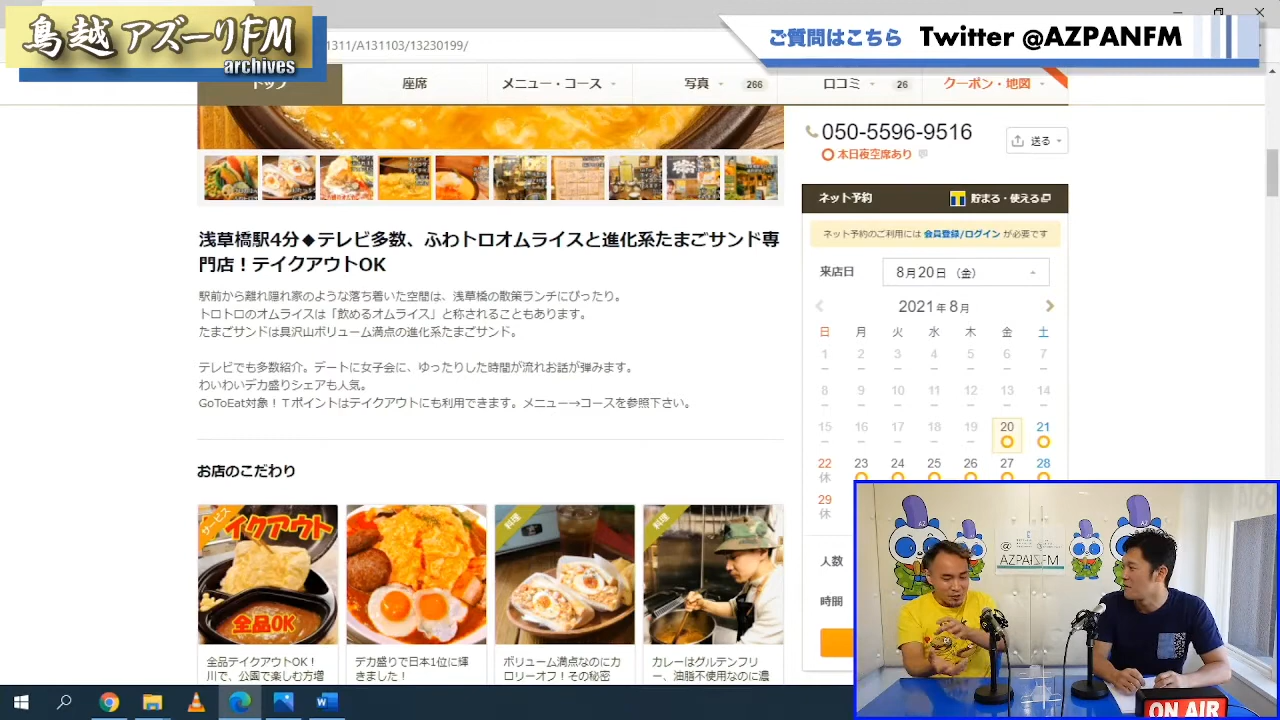 鳥越 アズーリFM
archives
ご質問はこちら Twitter @AZPANFM
1311/A131103/13230199/
トップ
座席
メニュー・コース
写真 266
口コミ 26
クーポン・地図
050-5596-9516
本日夜空席あり
送る
浅草橋駅4分◆テレビ多数、ふわトロオムライスと進化系たまごサンド専
門店！テイクアウトOK
駅前から離れ隠れ家のような落ち着いた空間は、浅草橋の散策ランチにぴったり。
トロトロのオムライスは「飲めるオムライス」と称されることもあります。
たまごサンドは具沢山ボリューム満点の進化系たまごサンド。
テレビでも多数紹介。デートに女子会に、ゆったりした時間が流れお話が弾みます。
わいわいデカ盛りシェアも人気。
GoToEat対象！Ｔポイントはテイクアウトにも利用できます。メニュー→コースを参照下さい。
お店のこだわり
サービス
テイクアウト
全品OK
料理
料理
全品テイクアウトOK！
川で、公園で楽しむ方増
デカ盛りで日本1位に輝
きました！
ボリューム満点なのにカ
ロリーオフ！その秘密
カレーはグルテンフリ
ー、油脂不使用なのに濃
ネット予約
貯まる・使える
ネット予約のご利用には 会員登録/ログイン が必要です
来店日
8月20日（金）
2021年8月
日 月 火 水 木 金 土
1 2 3 4 5 6 7
8 9 10 11 12 13 14
15 16 17 18 19 20 21
22 23 24 25 26 27 28
休
29
休
人数
時間
AZPAISFM
ON AIR